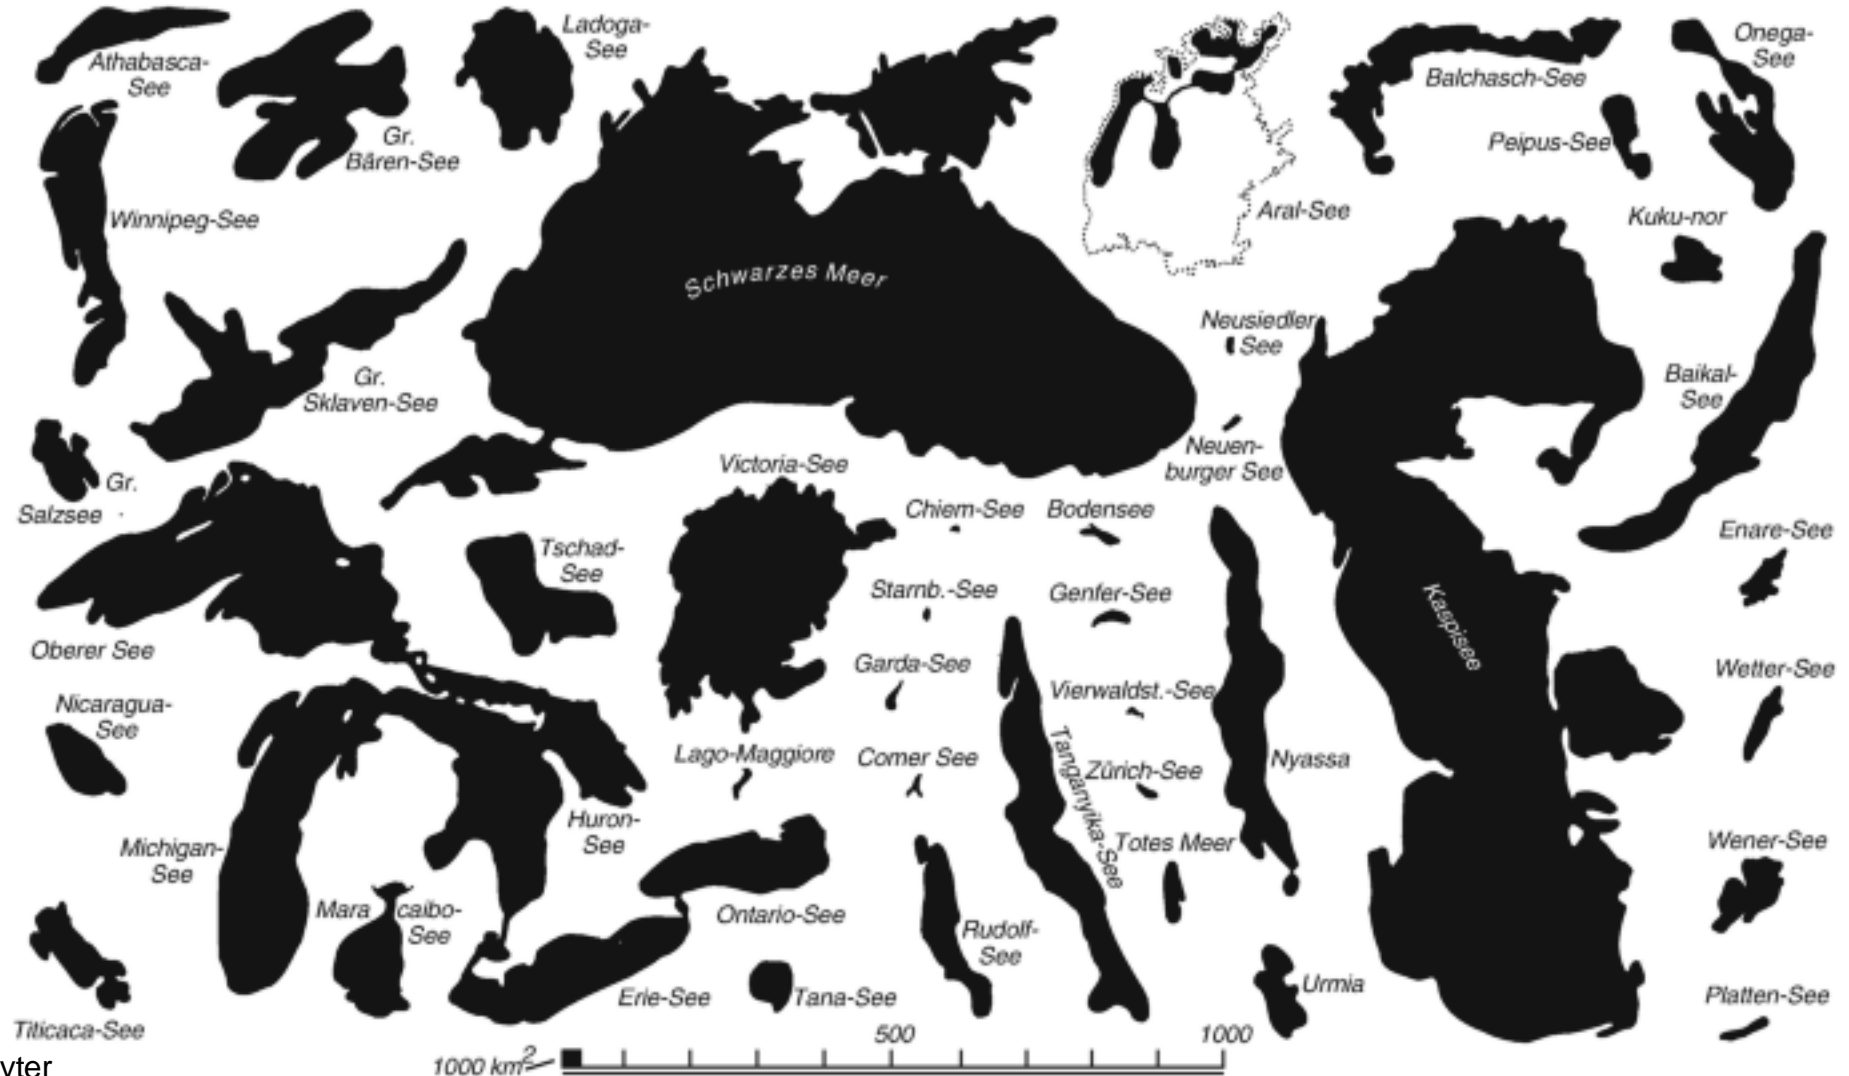 Athabasca-
See
Ladoga-
See
Gr.
Bären-See
Balchasch-See
Onega-
See
Peipus-See
Winnipeg-See
Aral-See
Kuku-nor
Schwarzes Meer
Neusiedler
See
Gr.
Sklaven-See
Baikal-
See
Neuen-
burger See
Victoria-See
Gr.
Salzsee
Chiem-See
Bodensee
Enare-See
Tschad-
See
Starnb.-See
Genfer-See
Kaspisee
Oberer See
Garda-See
Vierwaldst.-See
Wetter-See
Nicaragua-
See
Lago-Maggiore
Comer See
Tanganyika-See
Zürich-See
Nyassa
Huron-
See
Michigan-
See
Totes Meer
Wener-See
Mara caibo-
See
Ontario-See
Rudolf-
See
Erie-See
Tana-See
Urmia
Platten-See
Titicaca-See
500
1000
1000 km²
yter